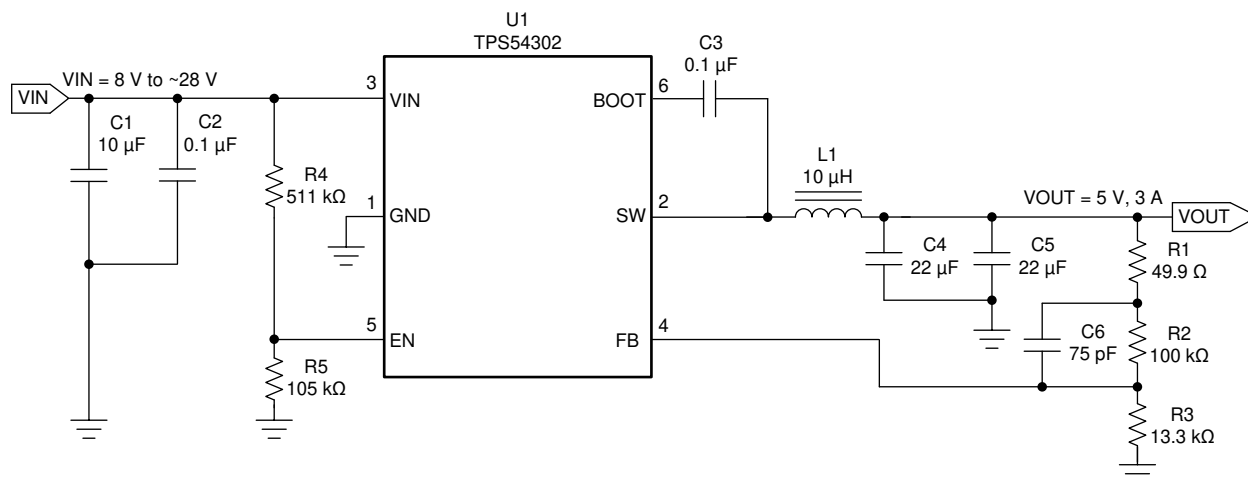 U1
TPS54302
VIN = 8 V to ~28 V
VIN
C1
10 µF
C2
0.1 µF
R4
511 kΩ
R5
105 kΩ
3
VIN
1
GND
5
EN
BOOT
6
SW
2
FB
4
C3
0.1 µF
L1
10 µH
VOUT = 5 V, 3 A
VOUT
C4
22 µF
C5
22 µF
R1
49.9 Ω
C6
75 pF
R2
100 kΩ
R3
13.3 kΩ